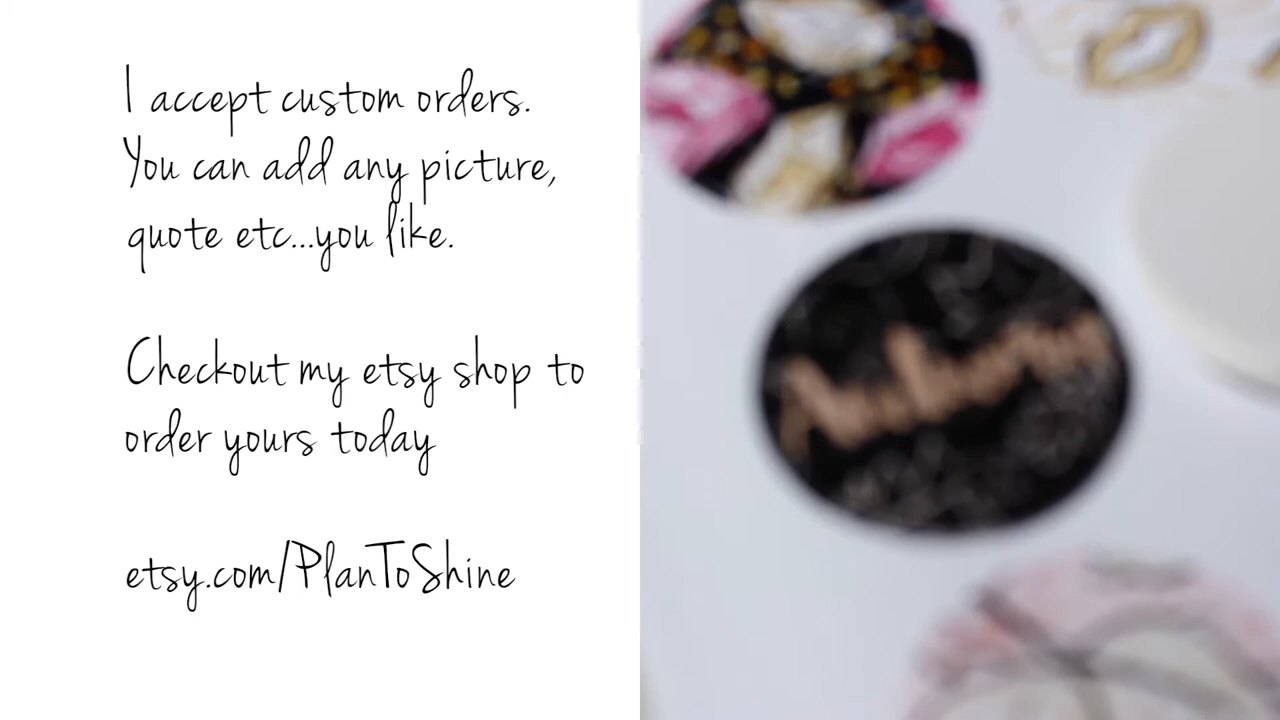 I accept custom orders.
You can add any picture,
quote etc...you like.
Checkout my etsy shop to
order yours today
etsy.com/PlanToShine